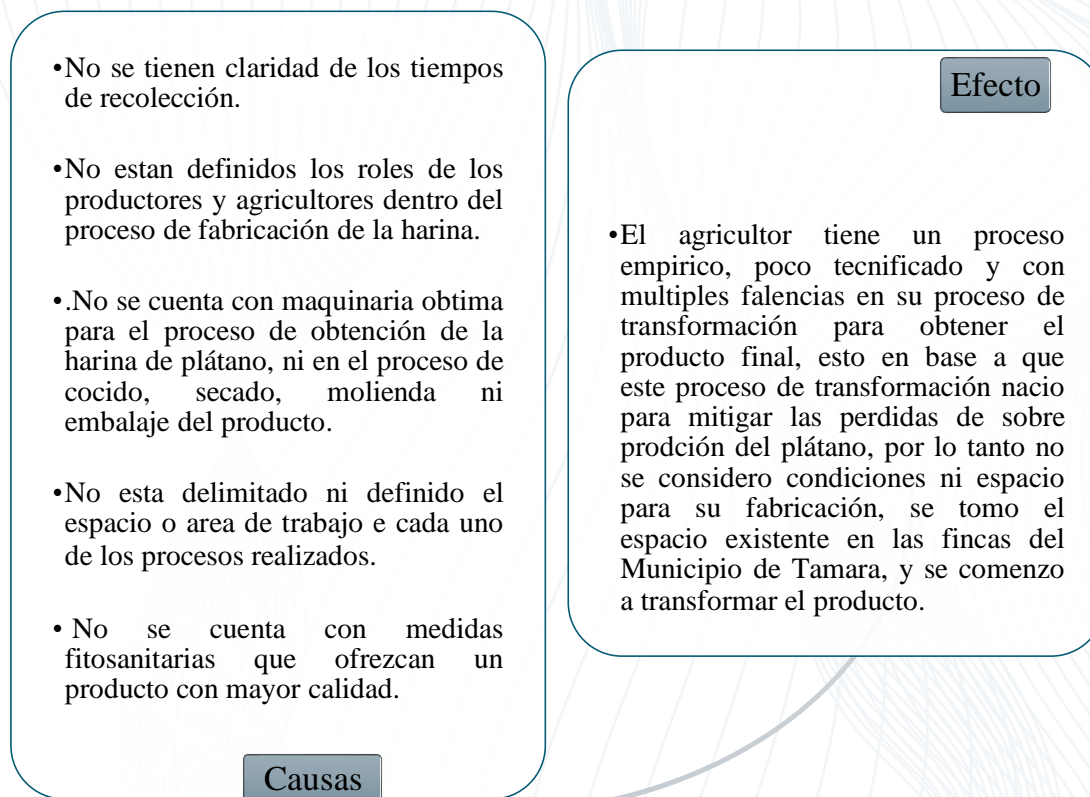 •No se tienen claridad de los tiempos
de recolección.
•No estan definidos los roles de los
productores y agricultores dentro del
proceso de fabricación de la harina.
•.No se cuenta con maquinaria obtima
para el proceso de obtención de la
harina de plátano, ni en el proceso de
cocido, secado, molienda ni
embalaje del producto.
•No esta delimitado ni definido el
espacio o area de trabajo e cada uno
de los procesos realizados.
• No se cuenta con medidas
fitosanitarias que ofrezcan un
producto con mayor calidad.
Causas
Efecto
•El agricultor tiene un proceso
empirico, poco tecnificado y con
multiples falencias en su proceso de
transformación para obtener el
producto final, esto en base a que
este proceso de transformación nacio
para mitigar las perdidas de sobre
prodción del plátano, por lo tanto no
se considero condiciones ni espacio
para su fabricación, se tomo el
espacio existente en las fincas del
Municipio de Tamara, y se comenzo
a transformar el producto.